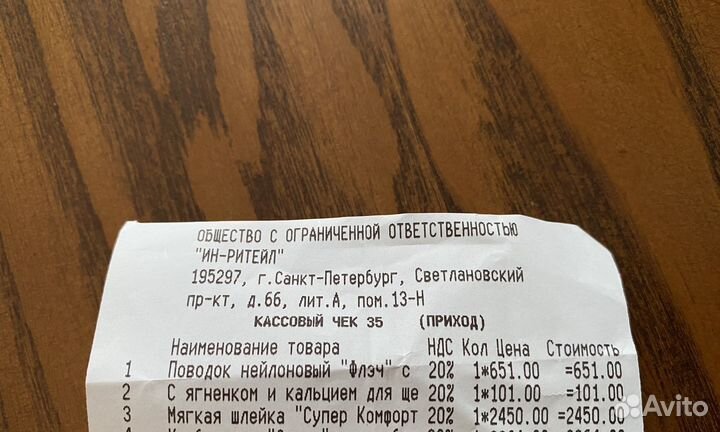 ОБЩЕСТВО С ОГРАНИЧЕННОЙ ОТВЕТСТВЕННОСТЬЮ
"ИН-РИТЕЙЛ"
195297, г.Санкт-Петербург, Светлановский
пр-кт, д.66, лит.А, пом.13-Н
КАССОВЫЙ ЧЕК 35 (ПРИХОД)
Наименование товара НДС Кол Цена Стоимость
1 Поводок нейлоновый "Флэч" с 20% 1*651.00 =651.00
2 С ягненком и кальцием для ще 20% 1*101.00 =101.00
3 Мягкая шлейка "Супер Комфорт 20% 1*2450.00 =2450.00
Avito